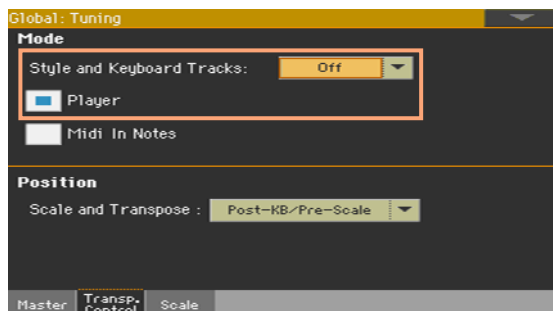 Global: Tuning
Mode
Style and Keyboard Tracks: Off
Player
Midi In Notes
Position
Scale and Transpose : Post-KB/Pre-Scale
Master Transp. Control Scale